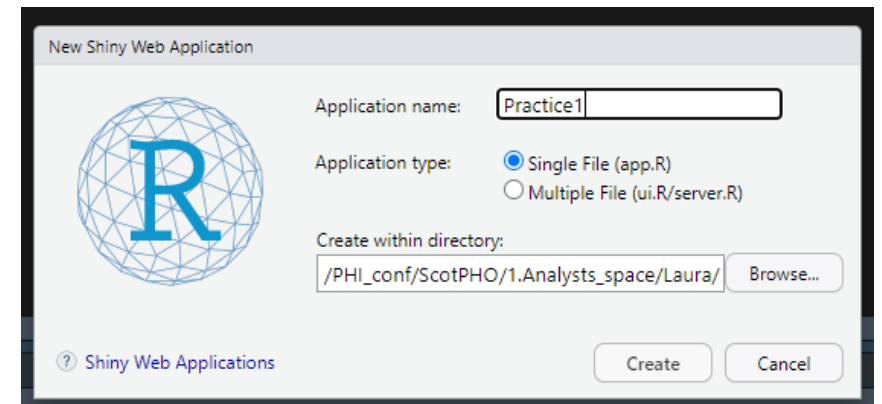 New Shiny Web Application
R
Application name: Practice1
Application type: Single File (app.R)
Multiple File (ui.R/server.R)
Create within directory:
/PHI_conf/ScotPHO/1.Analysts_space/Laura/ Browse...
? Shiny Web Applications Create Cancel